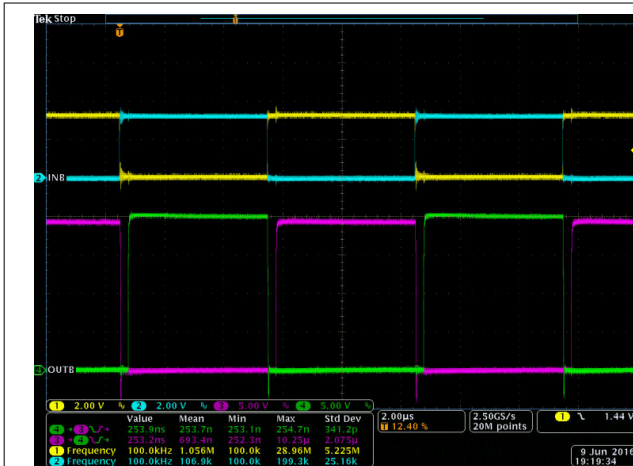 Tek Stop
T
T
2 INB
4 OUTB
1 2.00 V 2 2.00 V 3 5.00 V 4 5.00 V
2.00µs
T 12.40 %
2.50GS/s
20M points
1 1.44 V
Value Mean Min Max Std Dev
4 → 3 253.9ns 253.7n 253.1n 254.7n 341.2p
3 → 4 253.2ns 693.4n 252.3n 10.25µ 2.075µ
1 Frequency 100.0kHz 1.056M 100.0k 28.96M 5.225M
2 Frequency 100.0kHz 106.9k 100.0k 199.3k 25.16k
9 Jun 2016
19:19:34